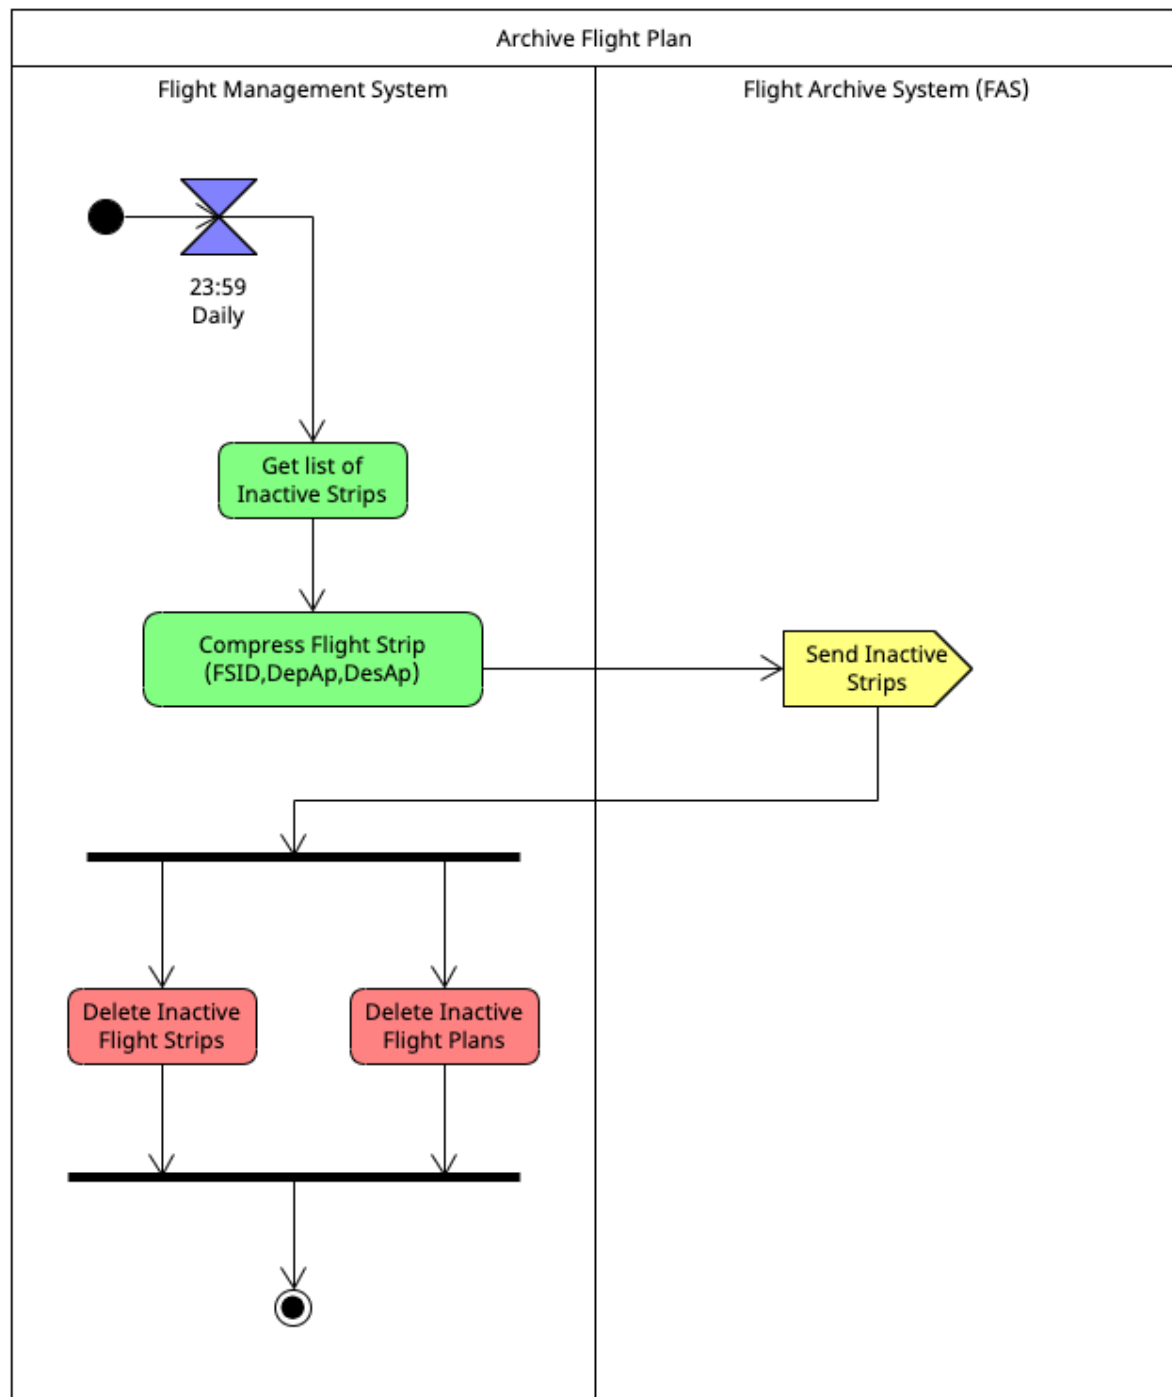 Archive Flight Plan
Flight Management System
Flight Archive System (FAS)
23:59
Daily
Get list of
Inactive Strips
Compress Flight Strip
(FSID,DepAp,DesAp)
Send Inactive
Strips
Delete Inactive
Flight Strips
Delete Inactive
Flight Plans